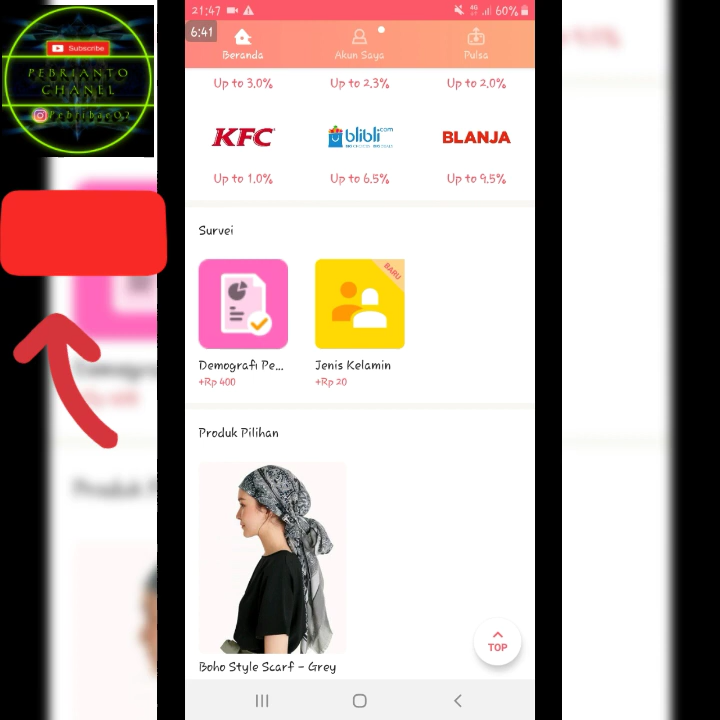 Subscribe
PEBRIANTO
CHANEL
Pebribae02
21:47
60%
6:41
Beranda
Akun Saya
Pulsa
Up to 3.0%
Up to 2.3%
Up to 2.0%
KFC
blibli.com
BLANJA
Up to 1.0%
Up to 6.5%
Up to 9.5%
Survei
BARU
Demografi Pe...
Jenis Kelamin
+Rp 400
+Rp 20
Produk Pilihan
TOP
Boho Style Scarf - Grey